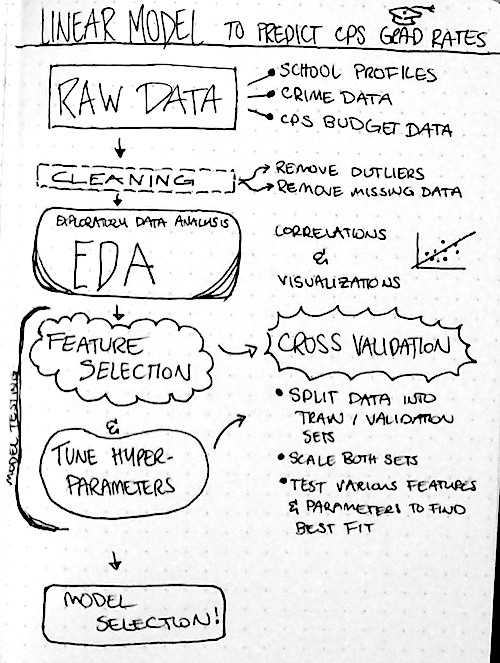 LINEAR MODEL TO PREDICT CPS GRAD RATES
RAW DATA
SCHOOL PROFILES
CRIME DATA
CPS BUDGET DATA
CLEANING
REMOVE OUTLIERS
REMOVE MISSING DATA
EXPLORATORY DATA ANALYSIS
EDA
CORRELATIONS
&
VISUALIZATIONS
MODEL TESTING
FEATURE
SELECTION
&
TUNE HYPER-
PARAMETERS
CROSS VALIDATION
• SPLIT DATA INTO
TRAIN / VALIDATION
SETS
• SCALE BOTH SETS
• TEST VARIOUS FEATURES
& PARAMETERS TO FIND
BEST FIT
MODEL
SELECTION!